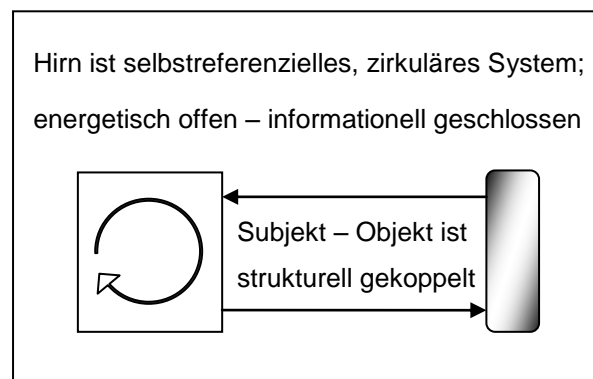 Hirn ist selbstreferenzielles, zirkuläres System;
energetisch offen – informationell geschlossen
Subjekt – Objekt ist
strukturell gekoppelt